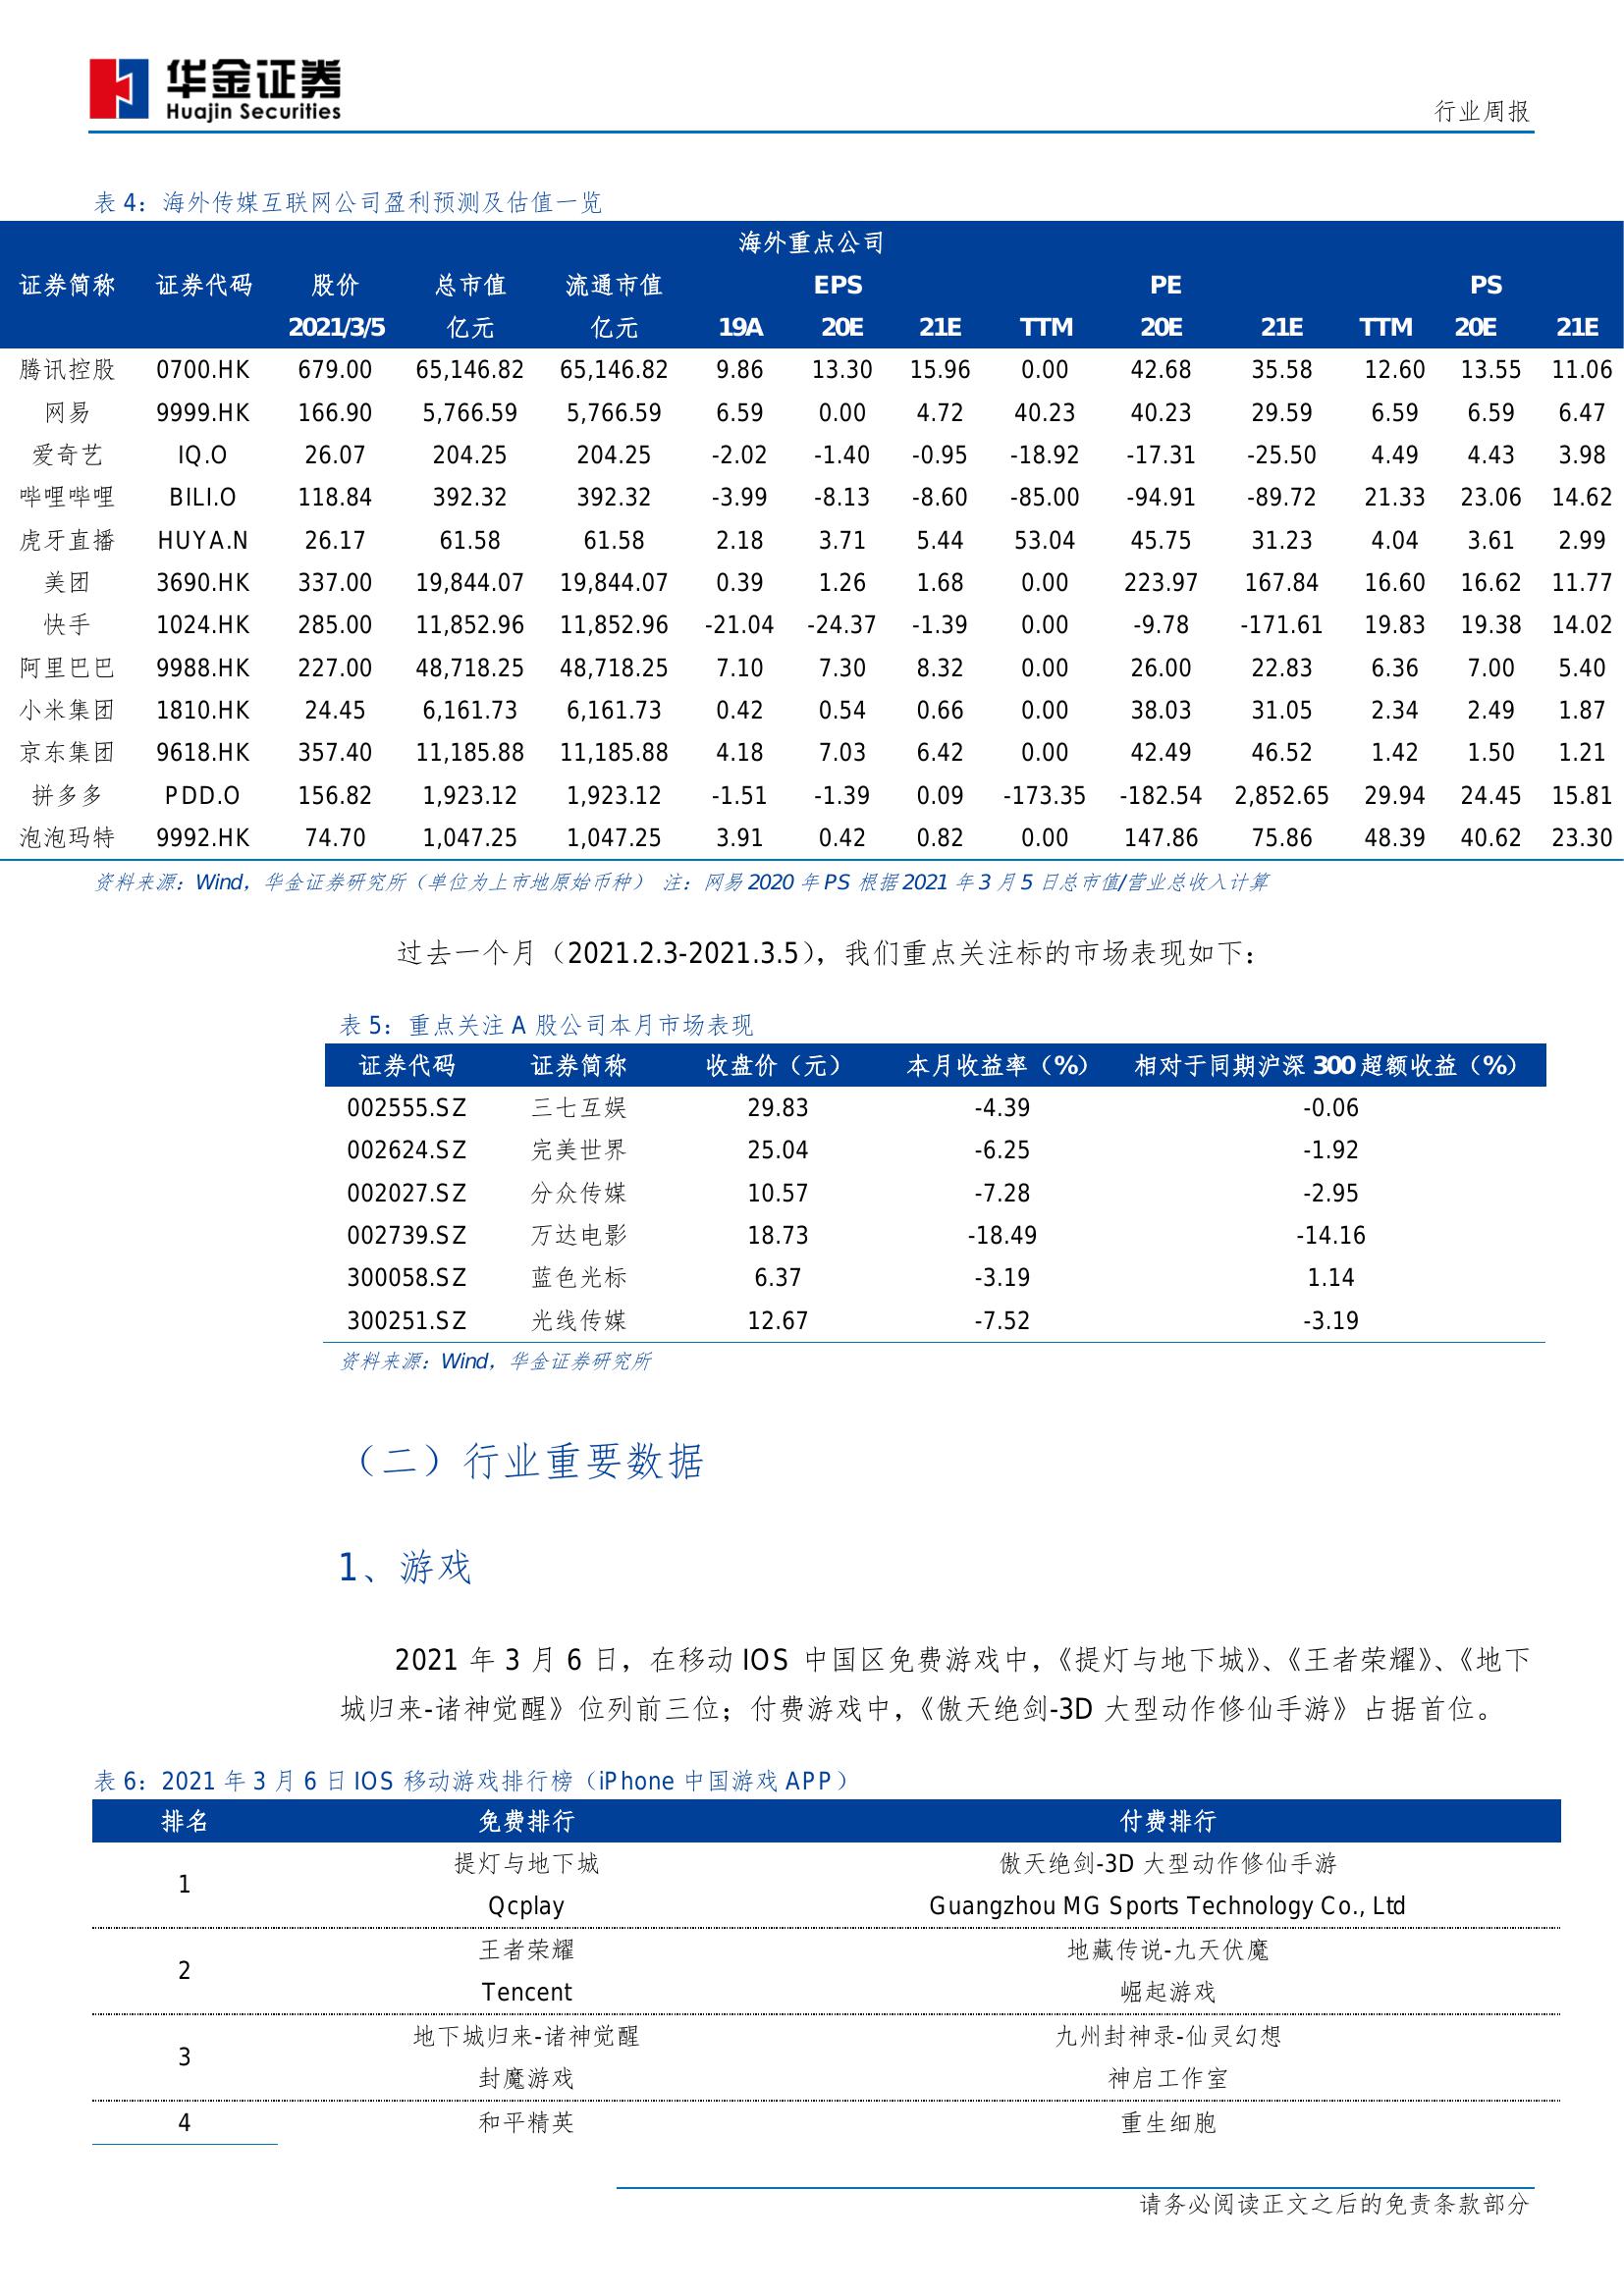 华金证券
Huajin Securities
行业周报
表 4：海外传媒互联网公司盈利预测及估值一览
海外重点公司
证券简称 证券代码 股价 总市值 流通市值 EPS PE PS
2021/3/5 亿元 亿元 19A 20E 21E TTM 20E 21E TTM 20E 21E
腾讯控股 0700.HK 679.00 65,146.82 65,146.82 9.86 13.30 15.96 0.00 42.68 35.58 12.60 13.55 11.06
网易 9999.HK 166.90 5,766.59 5,766.59 6.59 0.00 4.72 40.23 40.23 29.59 6.59 6.59 6.47
爱奇艺 IQ.O 26.07 204.25 204.25 -2.02 -1.40 -0.95 -18.92 -17.31 -25.50 4.49 4.43 3.98
哔哩哔哩 BILI.O 118.84 392.32 392.32 -3.99 -8.13 -8.60 -85.00 -94.91 -89.72 21.33 23.06 14.62
虎牙直播 HUYA.N 26.17 61.58 61.58 2.18 3.71 5.44 53.04 45.75 31.23 4.04 3.61 2.99
美团 3690.HK 337.00 19,844.07 19,844.07 0.39 1.26 1.68 0.00 223.97 167.84 16.60 16.62 11.77
快手 1024.HK 285.00 11,852.96 11,852.96 -21.04 -24.37 -1.39 0.00 -9.78 -171.61 19.83 19.38 14.02
阿里巴巴 9988.HK 227.00 48,718.25 48,718.25 7.10 7.30 8.32 0.00 26.00 22.83 6.36 7.00 5.40
小米集团 1810.HK 24.45 6,161.73 6,161.73 0.42 0.54 0.66 0.00 38.03 31.05 2.34 2.49 1.87
京东集团 9618.HK 357.40 11,185.88 11,185.88 4.18 7.03 6.42 0.00 42.49 46.52 1.42 1.50 1.21
拼多多 PDD.O 156.82 1,923.12 1,923.12 -1.51 -1.39 0.09 -173.35 -182.54 2,852.65 29.94 24.45 15.81
泡泡玛特 9992.HK 74.70 1,047.25 1,047.25 3.91 0.42 0.82 0.00 147.86 75.86 48.39 40.62 23.30
资料来源：Wind，华金证券研究所（单位为上市地原始币种） 注：网易 2020 年 PS 根据 2021 年 3 月 5 日总市值/营业总收入计算
过去一个月（2021.2.3-2021.3.5），我们重点关注标的市场表现如下：
表 5：重点关注 A 股公司本月市场表现
证券代码 证券简称 收盘价（元） 本月收益率（%） 相对于同期沪深 300 超额收益（%）
002555.SZ 三七互娱 29.83 -4.39 -0.06
002624.SZ 完美世界 25.04 -6.25 -1.92
002027.SZ 分众传媒 10.57 -7.28 -2.95
002739.SZ 万达电影 18.73 -18.49 -14.16
300058.SZ 蓝色光标 6.37 -3.19 1.14
300251.SZ 光线传媒 12.67 -7.52 -3.19
资料来源：Wind，华金证券研究所
（二）行业重要数据
1、游戏
2021 年 3 月 6 日，在移动 IOS 中国区免费游戏中，《提灯与地下城》、《王者荣耀》、《地下
城归来-诸神觉醒》位列前三位；付费游戏中，《傲天绝剑-3D 大型动作修仙手游》占据首位。
表 6：2021 年 3 月 6 日 IOS 移动游戏排行榜（iPhone 中国游戏 APP）
排名 免费排行 付费排行
1 提灯与地下城 傲天绝剑-3D 大型动作修仙手游
Qcplay Guangzhou MG Sports Technology Co., Ltd
2 王者荣耀 地藏传说-九天伏魔
Tencent 崛起游戏
3 地下城归来-诸神觉醒 九州封神录-仙灵幻想
封魔游戏 神启工作室
4 和平精英 重生细胞
请务必阅读正文之后的免责条款部分